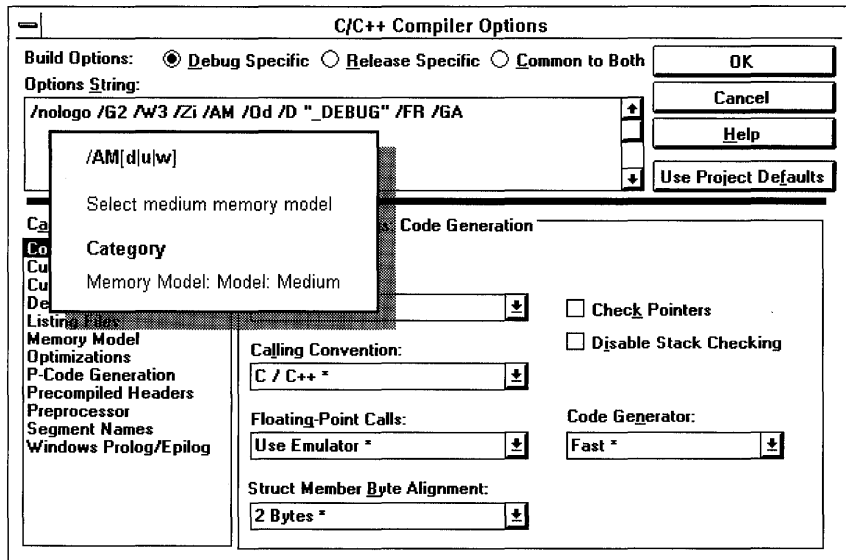 C/C++ Compiler Options
Build Options: Debug Specific Release Specific Common to Both
OK
Options String:
Cancel
/nologo /G2 /W3 /Zi /AM /Od /D "_DEBUG" /FR /GA
Help
Use Project Defaults
/AM[d|u|w]
Select medium memory model
Category
Memory Model: Model: Medium
Code Generation
Listing Files
Memory Model
Optimizations
P-Code Generation
Precompiled Headers
Preprocessor
Segment Names
Windows Prolog/Epilog
Check Pointers
Disable Stack Checking
Calling Convention:
C / C++ *
Floating-Point Calls:
Use Emulator *
Code Generator:
Fast *
Struct Member Byte Alignment:
2 Bytes *